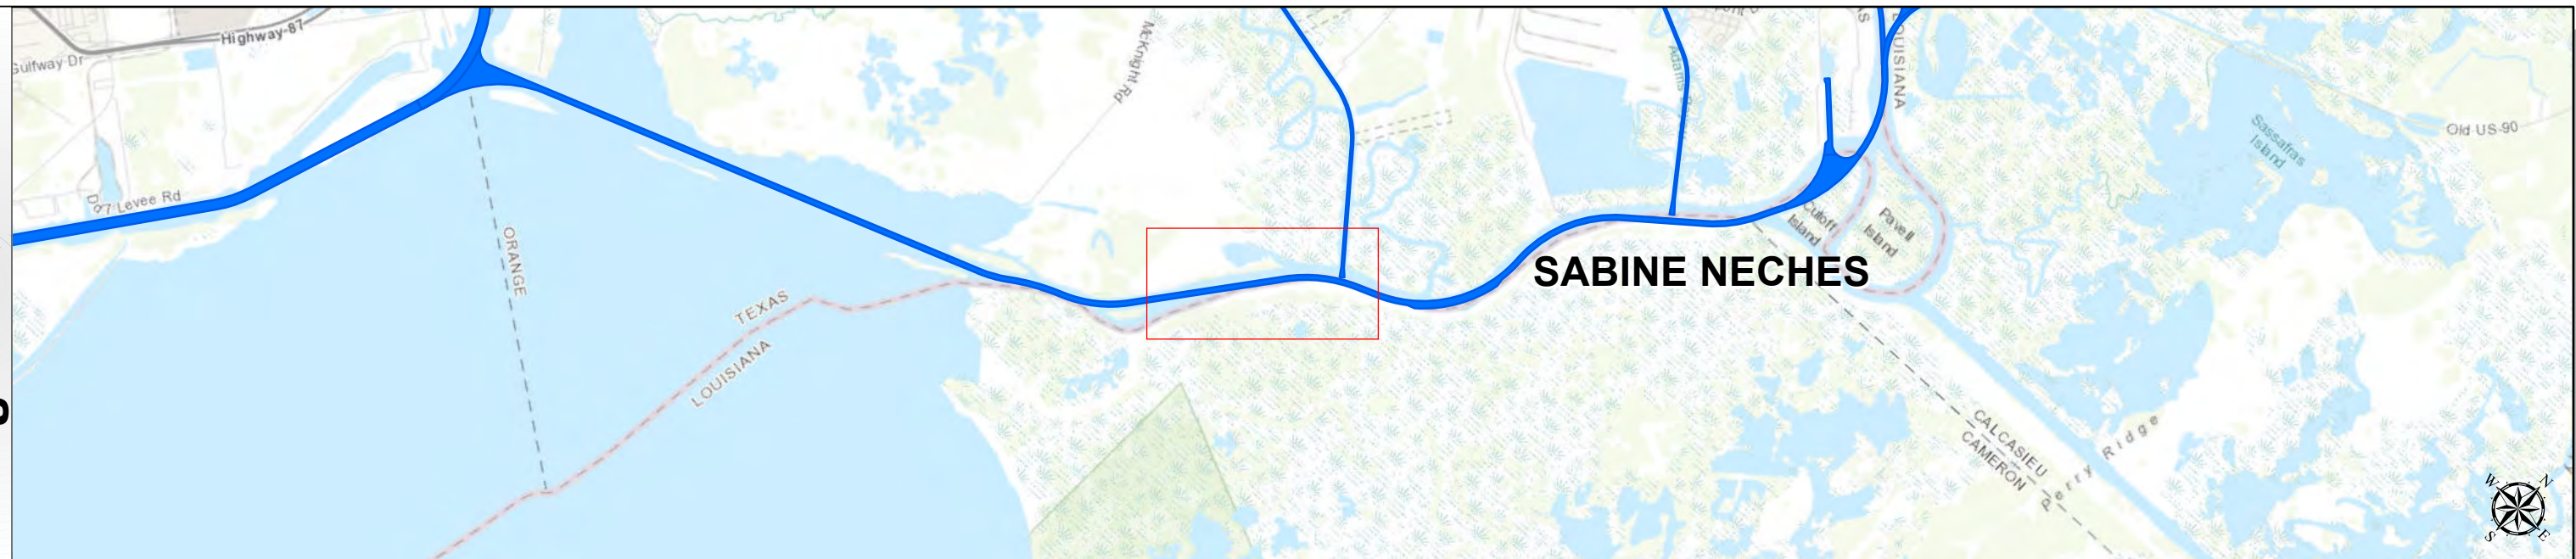 Highway-87
Gulfway Dr
Levee Rd
McKnight Rd
ORANGE
TEXAS
LOUISIANA
SABINE NECHES
LOUISIANA
Cutoff
Island
Pavell
Island
Sassafras
Island
Old US-90
CALCASIEU
CAMERON
Perry Ridge
W
N
S
E